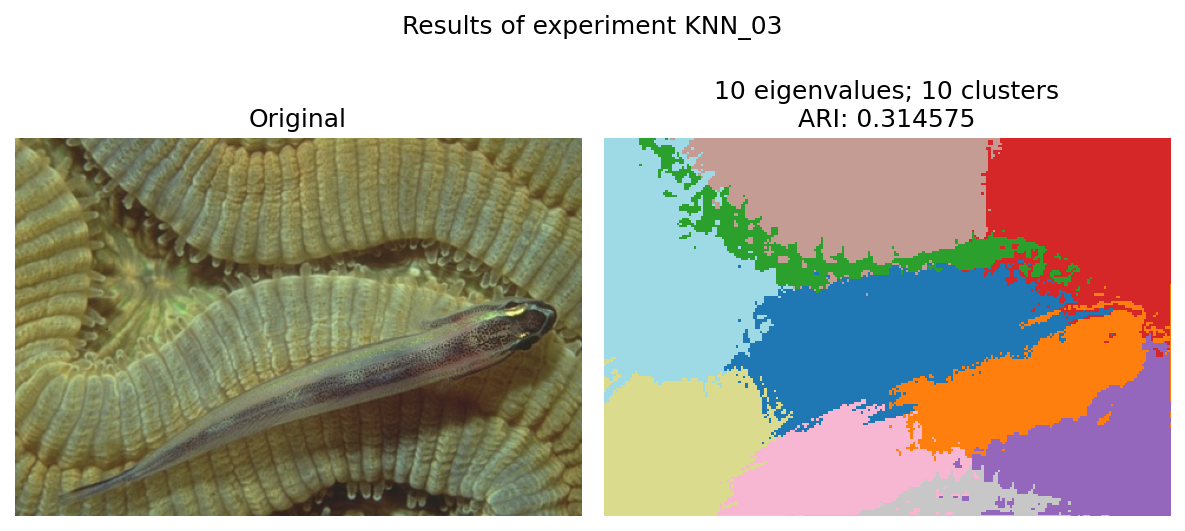 Results of experiment KNN_03
Original
10 eigenvalues; 10 clusters
ARI: 0.314575